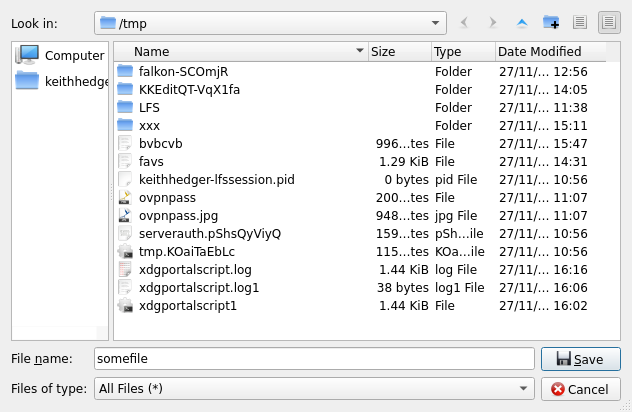 Look in: /tmp
Computer
keithhedge
Name Size Type Date Modified
falkon-SCOmjR Folder 27/11/... 12:56
KKEditQT-VqX1fa Folder 27/11/... 14:05
LFS Folder 27/11/... 11:38
xxx Folder 27/11/... 15:11
bvbcvb 996...tes File 27/11/... 15:47
favs 1.29 KiB File 27/11/... 14:31
keithhedger-lfssession.pid 0 bytes pid File 27/11/... 10:56
ovpnpass 200...tes File 27/11/... 11:07
ovpnpass.jpg 948...tes jpg File 27/11/... 11:07
serverauth.pShsQyViyQ 159...tes pSh...ile 27/11/... 10:56
tmp.KOaiTaEbLc 115...tes KOa...ile 27/11/... 10:56
xdgportalscript.log 1.44 KiB log File 27/11/... 16:16
xdgportalscript.log1 38 bytes log1 File 27/11/... 16:06
xdgportalscript1 1.44 KiB File 27/11/... 16:02
File name: somefile Save
Files of type: All Files (*) Cancel